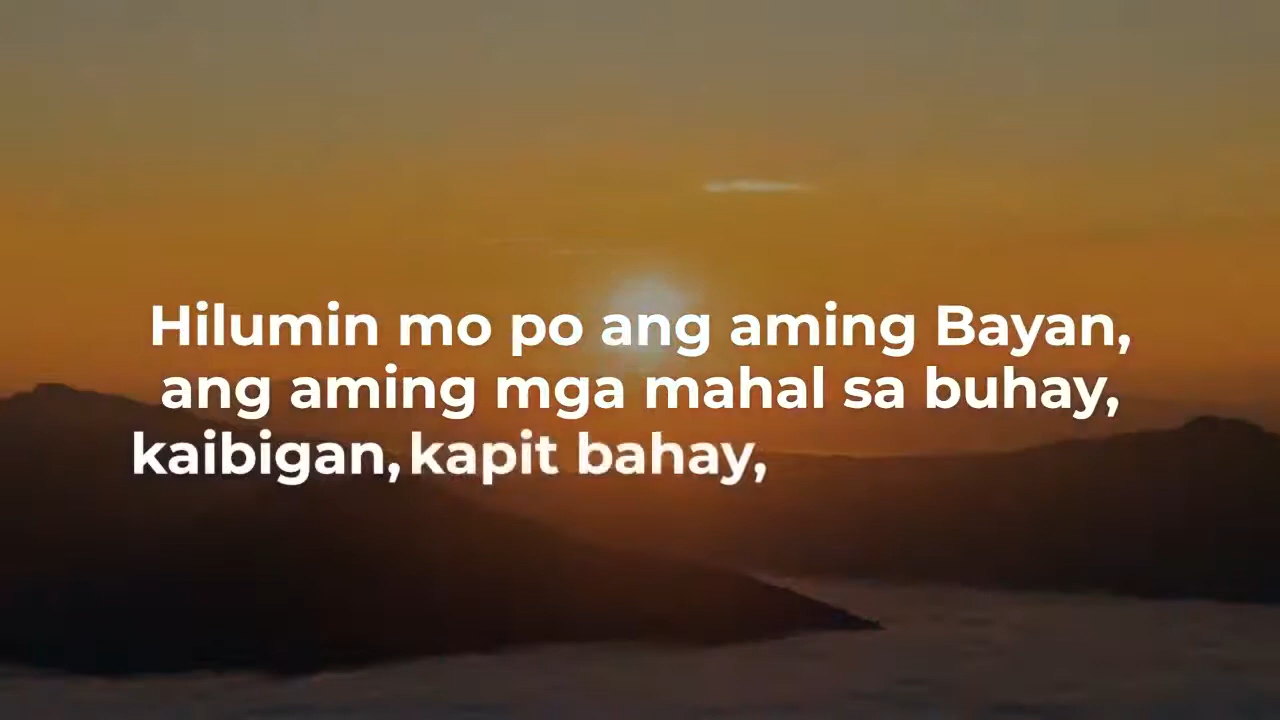 Hilumin mo po ang aming Bayan,
ang aming mga mahal sa buhay,
kaibigan, kapit bahay,